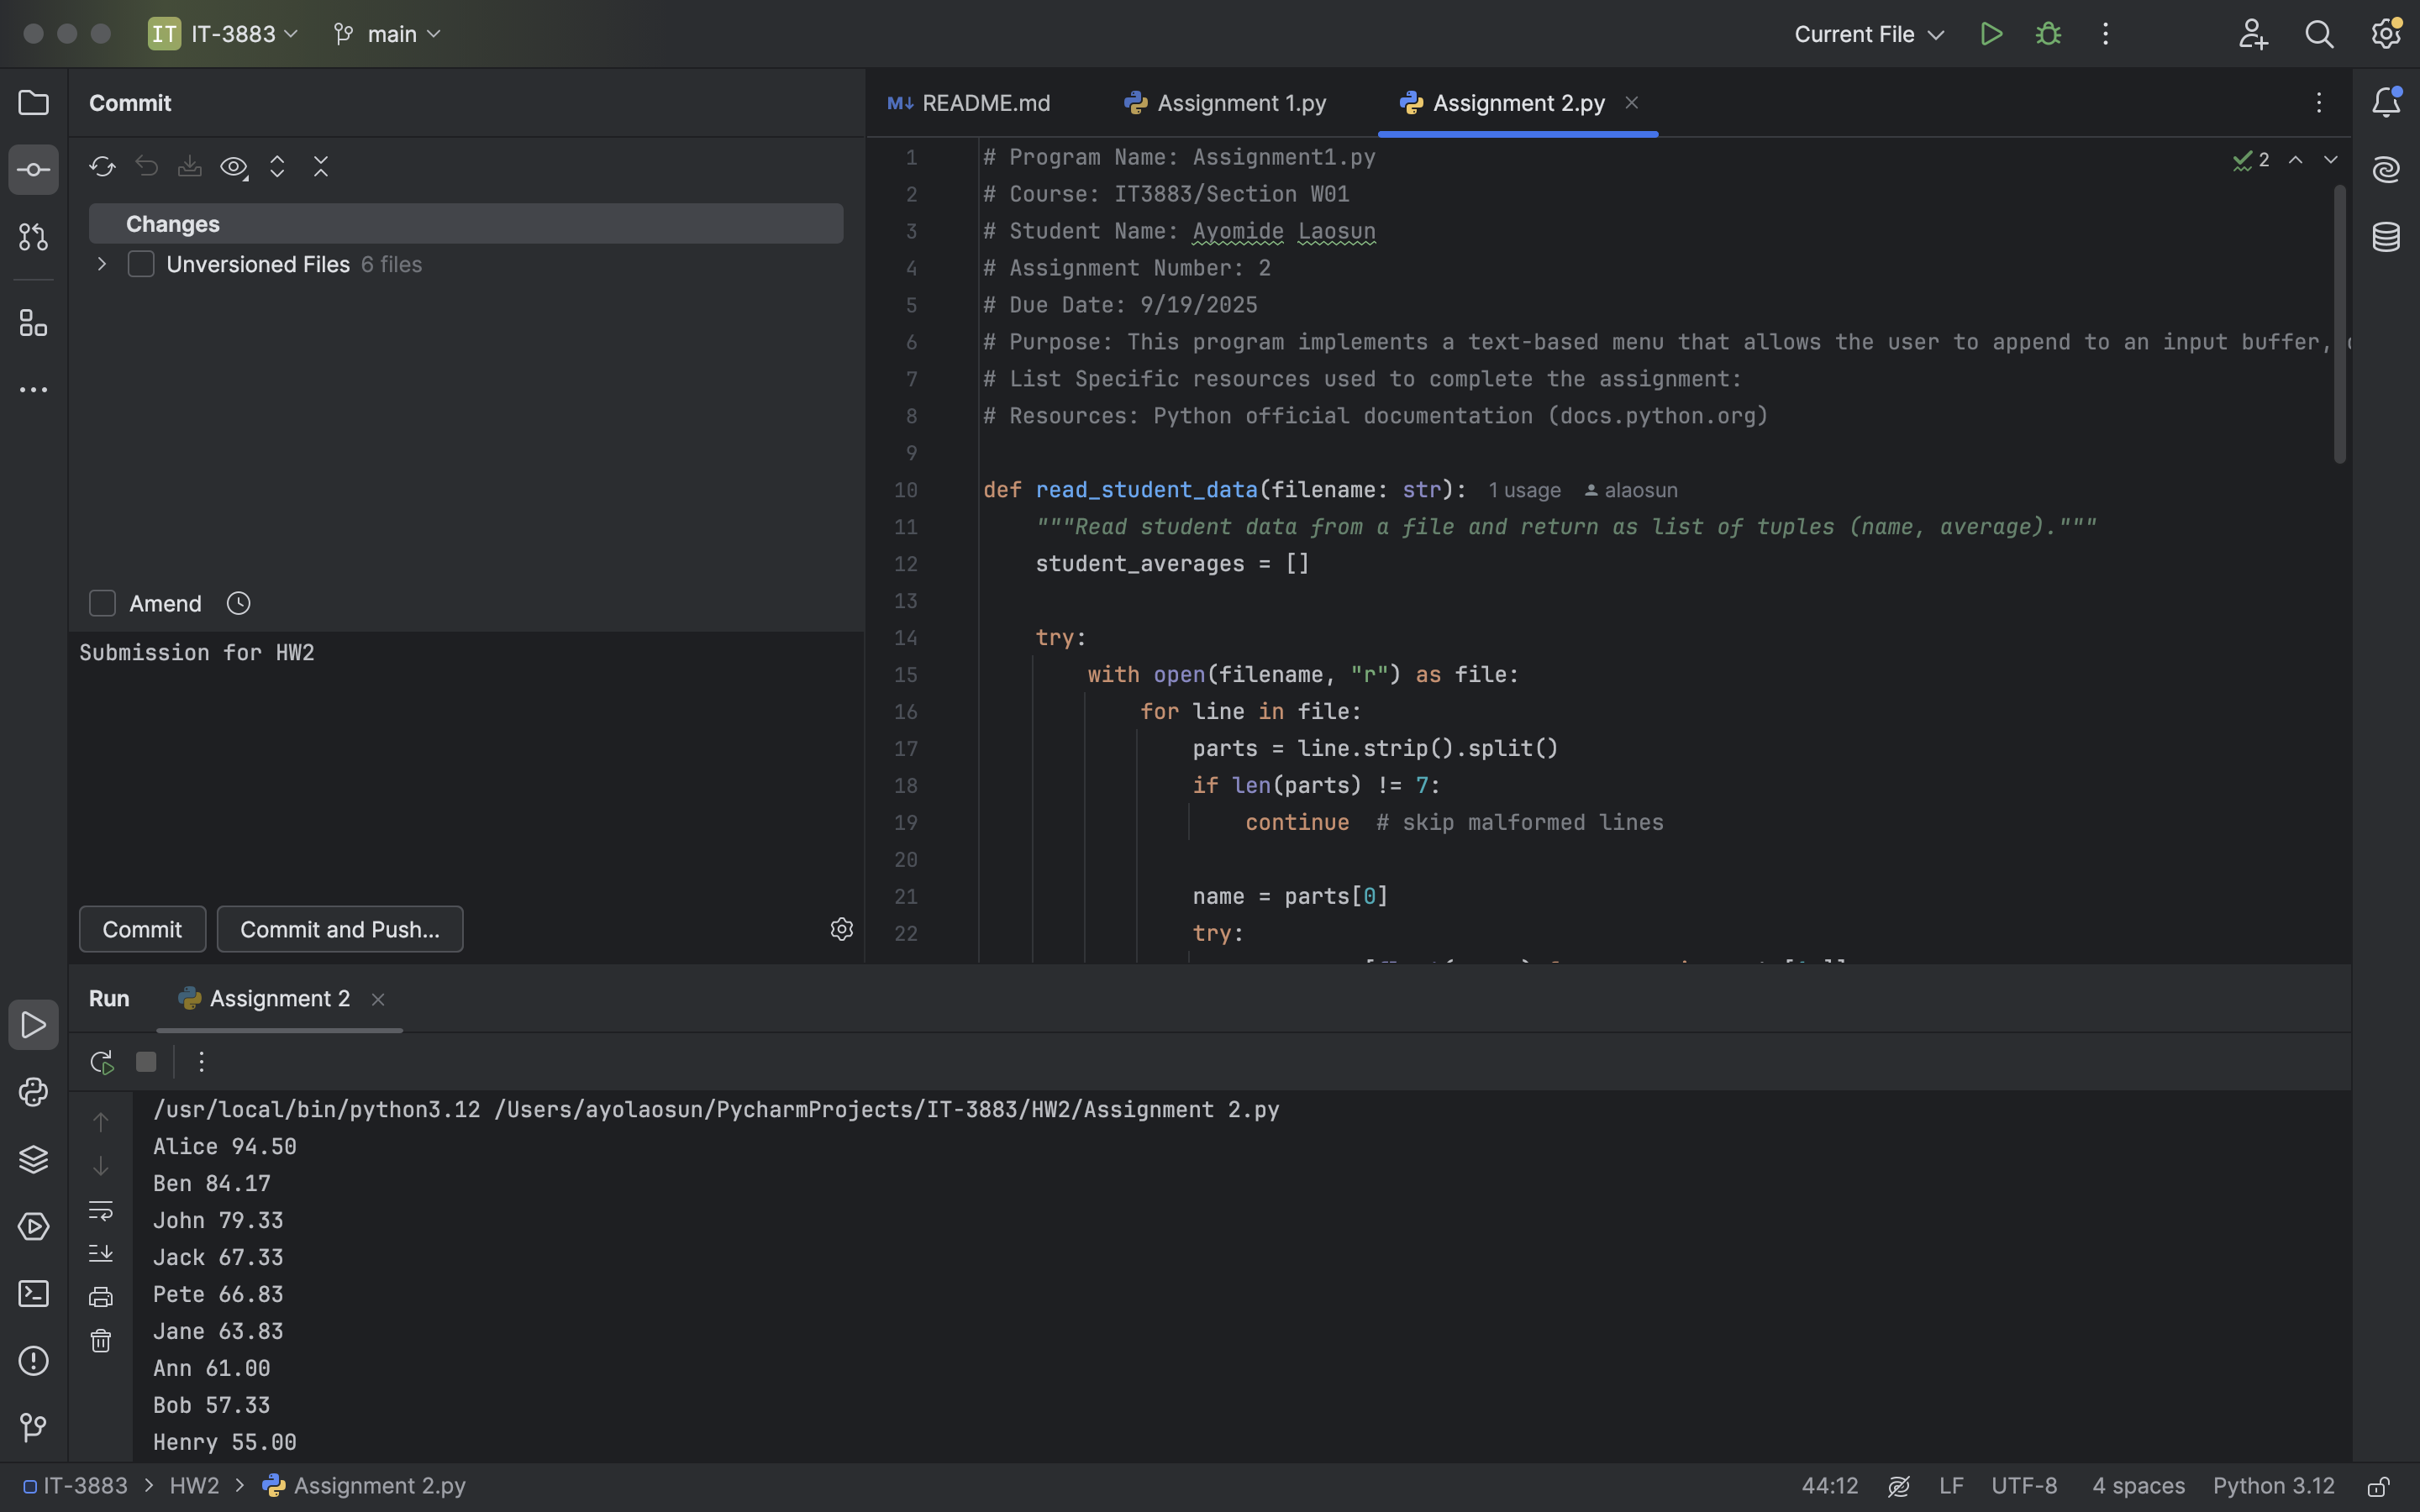 IT IT-3883 main Current File
Commit
README.md Assignment 1.py Assignment 2.py
Changes
Unversioned Files 6 files
Amend
Submission for HW2
Commit Commit and Push...
2
1 # Program Name: Assignment1.py
2 # Course: IT3883/Section W01
3 # Student Name: Ayomide Laosun
4 # Assignment Number: 2
5 # Due Date: 9/19/2025
6 # Purpose: This program implements a text-based menu that allows the user to append to an input buffer,
7 # List Specific resources used to complete the assignment:
8 # Resources: Python official documentation (docs.python.org)
9
10 def read_student_data(filename: str): 1 usage alaosun
11 """Read student data from a file and return as list of tuples (name, average)."""
12 student_averages = []
13
14 try:
15 with open(filename, "r") as file:
16 for line in file:
17 parts = line.strip().split()
18 if len(parts) != 7:
19 continue # skip malformed lines
20
21 name = parts[0]
22 try:
Run Assignment 2
/usr/local/bin/python3.12 /Users/ayolaosun/PycharmProjects/IT-3883/HW2/Assignment 2.py
Alice 94.50
Ben 84.17
John 79.33
Jack 67.33
Pete 66.83
Jane 63.83
Ann 61.00
Bob 57.33
Henry 55.00
IT-3883 > HW2 > Assignment 2.py 44:12 LF UTF-8 4 spaces Python 3.12